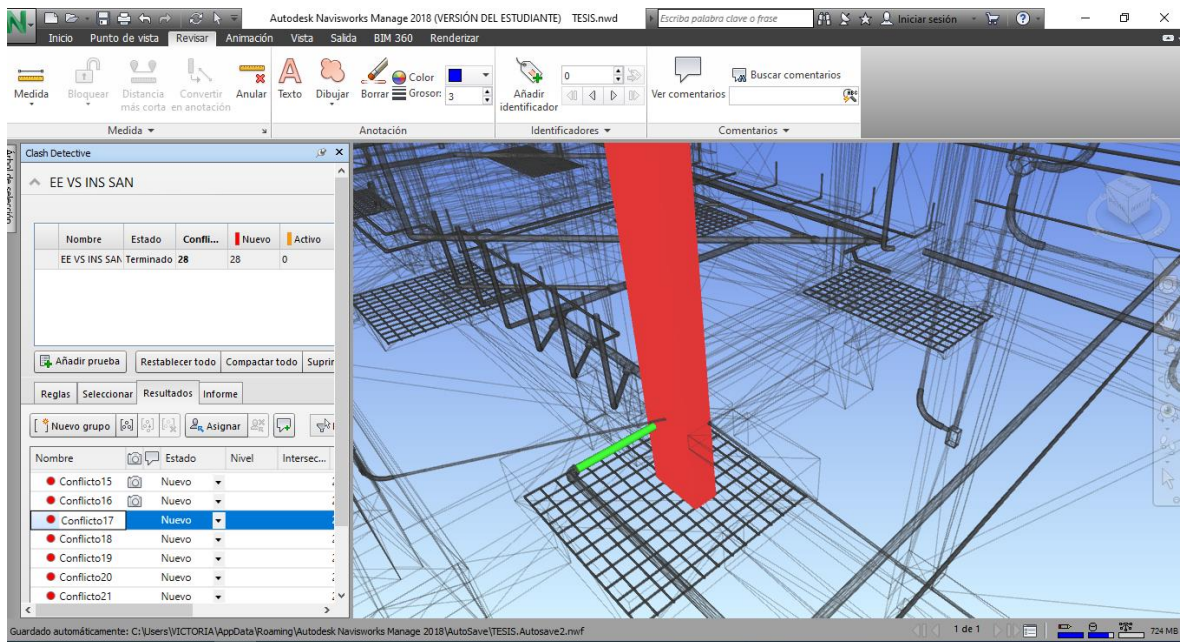 Autodesk Navisworks Manage 2018 (VERSIÓN DEL ESTUDIANTE) TESIS.nwd
Escriba palabra clave o frase
Iniciar sesión
Inicio Punto de vista Revisar Animación Vista Salida BIM 360 Renderizar
Medida
Bloquear
Distancia más corta
Convertir en anotación
Anular
Texto
Dibujar
Borrar
Color
Grosor: 3
Añadir identificador
0
Ver comentarios
Buscar comentarios
Medida
Anotación
Identificadores
Comentarios
Árbol de selección
Clash Detective
EE VS INS SAN
Nombre Estado Confli... Nuevo Activo
EE VS INS SAN Terminado 28 28 0
Añadir prueba Restablecer todo Compactar todo Suprir
Reglas Seleccionar Resultados Informe
Nuevo grupo Asignar
Nombre Estado Nivel Intersec...
Conflicto15 Nuevo
Conflicto16 Nuevo
Conflicto17 Nuevo
Conflicto18 Nuevo
Conflicto19 Nuevo
Conflicto20 Nuevo
Conflicto21 Nuevo
Guardado automáticamente: C:\Users\VICTORIA\AppData\Roaming\Autodesk Navisworks Manage 2018\AutoSave\TESIS.Autosave2.nwf
1 de 1
724 MB